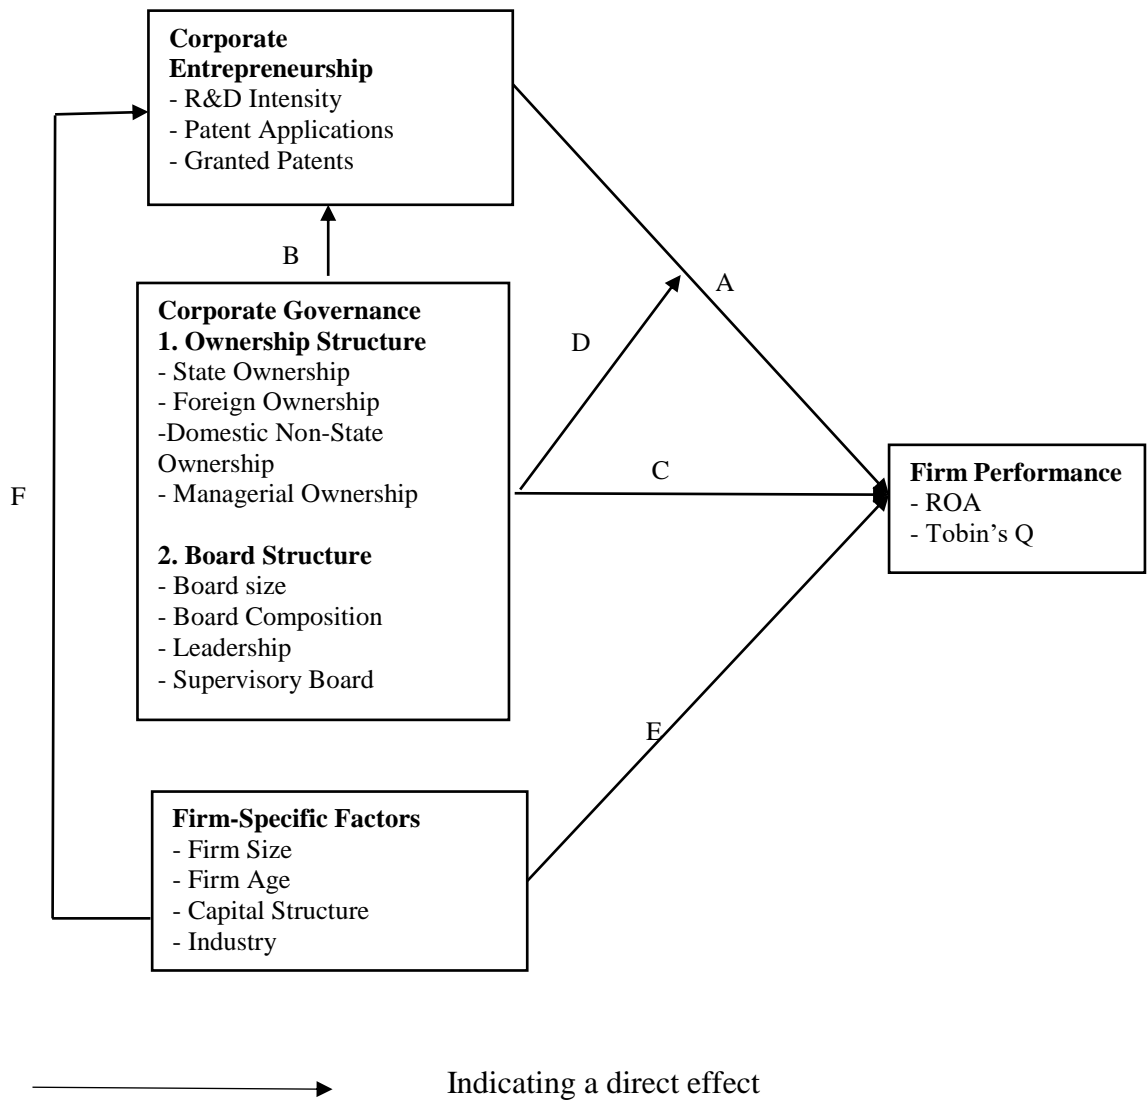 Corporate
Entrepreneurship
- R&D Intensity
- Patent Applications
- Granted Patents
B
A
Corporate Governance
1. Ownership Structure
- State Ownership
- Foreign Ownership
-Domestic Non-State
Ownership
- Managerial Ownership
2. Board Structure
- Board size
- Board Composition
- Leadership
- Supervisory Board
D
C
F
Firm Performance
- ROA
- Tobin’s Q
E
Firm-Specific Factors
- Firm Size
- Firm Age
- Capital Structure
- Industry
Indicating a direct effect